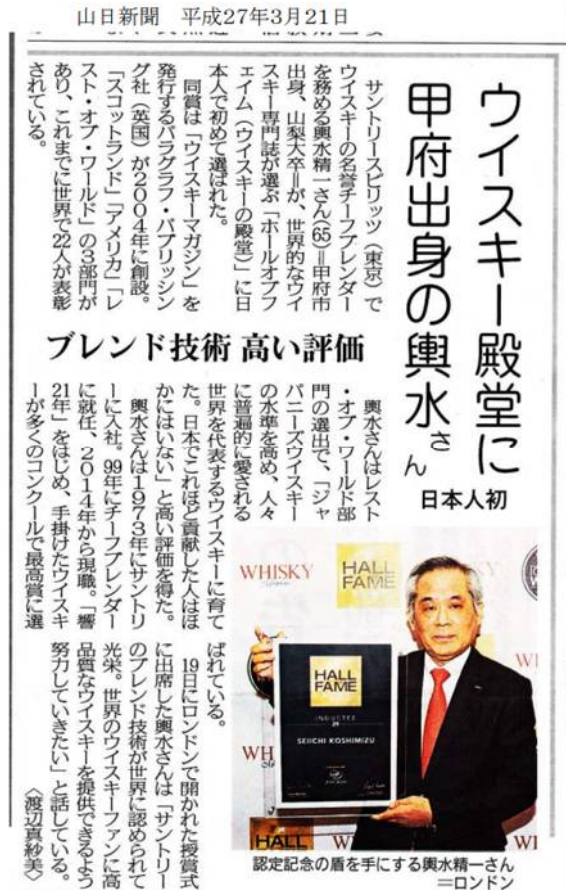 山日新聞　平成27年3月21日
ウイスキー殿堂に
甲府出身の輿水さん
日本人初
サントリースピリッツ（東京）で
ウイスキーの名誉チーフブレンダー
を務める輿水精一さん（65）＝甲府市
出身、山梨大卒＝が、世界的なウイ
スキー専門誌が選ぶ「ホールオブフ
ェイム（ウイスキーの殿堂）」に日
本人で初めて選ばれた。
同賞は「ウイスキーマガジン」を
発行するパラグラフ・パブリッシン
グ社（英国）が2004年に創設。
「スコットランド」「アメリカ」「レ
スト・オブ・ワールド」の3部門が
あり、これまでに世界で22人が表彰
されている。
ブレンド技術 高い評価
輿水さんはレスト
・オブ・ワールド部
門の選出で、「ジャ
パニーズウイスキー
の水準を高め、人々
に普遍的に愛される
世界を代表するウイスキーに育て
た。日本でこれほど貢献した人はほ
かにはいない」と高い評価を得た。
輿水さんは1973年にサントリ
ーに入社。99年にチーフブレンダー
に就任、2014年から現職。「響
21年」をはじめ、手掛けたウイスキ
ーが多くのコンクールで最高賞に選
ばれている。
19日にロンドンで開かれた授賞式
に出席した輿水さんは「サントリー
のブレンド技術が世界に認められて
光栄。世界のウイスキーファンに高
品質なウイスキーを提供できるよう
努力していきたい」と話している。
〈渡辺真紗美〉
WHISKY
HALL
FAME
WHISKY
WI
HALL
FAME
INDUCTEE
SEIICHI KOSHIMIZU
WH
HALL
W
WI
認定記念の盾を手にする輿水精一さん
＝ロンドン